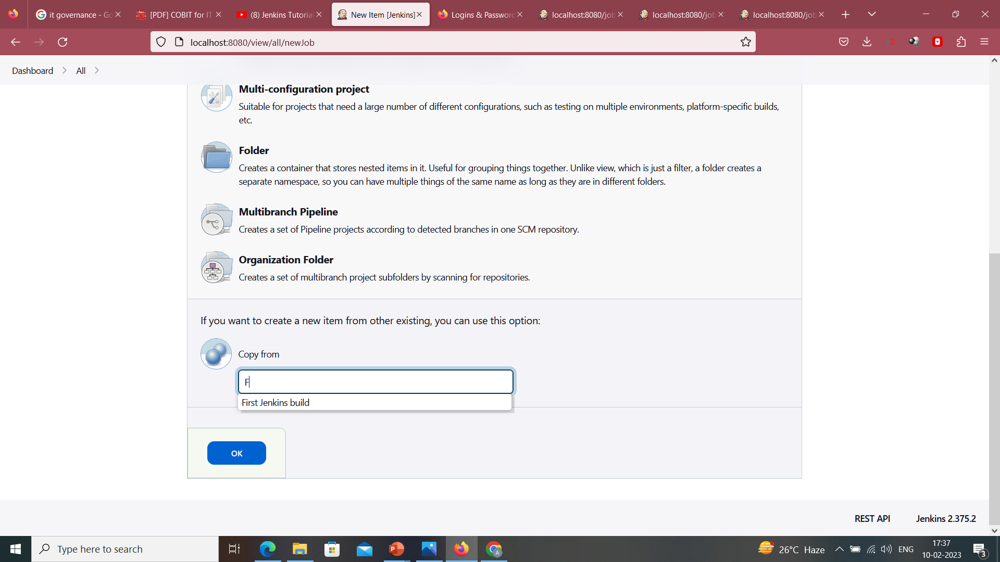 it governance - Go
[PDF] COBIT for IT
(8) Jenkins Tutorial
New Item [Jenkins]
Logins & Passwords
localhost:8080/job
localhost:8080/job
localhost:8080/job
localhost:8080/view/all/newJob
Dashboard
All
Multi-configuration project
Suitable for projects that need a large number of different configurations, such as testing on multiple environments, platform-specific builds,
etc.
Folder
Creates a container that stores nested items in it. Useful for grouping things together. Unlike view, which is just a filter, a folder creates a
separate namespace, so you can have multiple things of the same name as long as they are in different folders.
Multibranch Pipeline
Creates a set of Pipeline projects according to detected branches in one SCM repository.
Organization Folder
Creates a set of multibranch project subfolders by scanning for repositories.
If you want to create a new item from other existing, you can use this option:
Copy from
F
First Jenkins build
OK
REST API
Jenkins 2.375.2
Type here to search
26°C Haze
ENG
17:37
10-02-2023
3